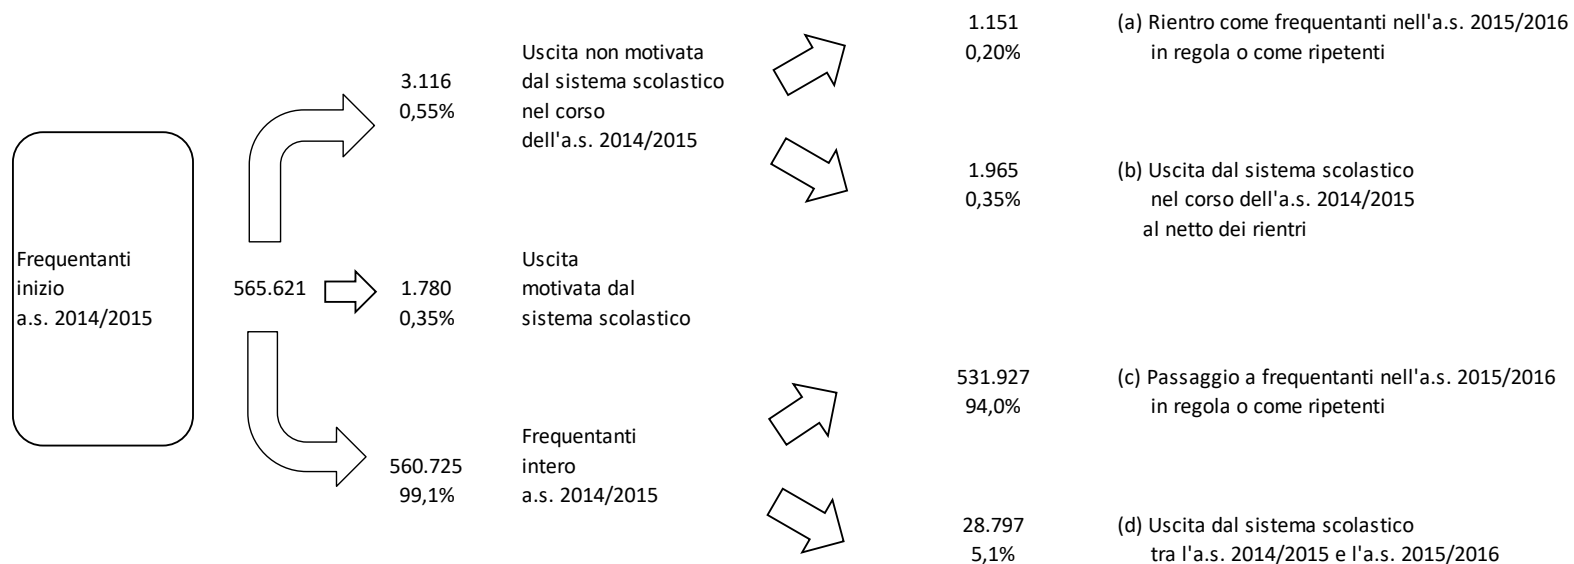 Frequentanti
inizio
a.s. 2014/2015
565.621
3.116
0,55%
Uscita non motivata
dal sistema scolastico
nel corso
dell'a.s. 2014/2015
1.780
0,35%
Uscita
motivata dal
sistema scolastico
560.725
99,1%
Frequentanti
intero
a.s. 2014/2015
1.151
0,20%
(a) Rientro come frequentanti nell'a.s. 2015/2016
in regola o come ripetenti
1.965
0,35%
(b) Uscita dal sistema scolastico
nel corso dell'a.s. 2014/2015
al netto dei rientri
531.927
94,0%
(c) Passaggio a frequentanti nell'a.s. 2015/2016
in regola o come ripetenti
28.797
5,1%
(d) Uscita dal sistema scolastico
tra l'a.s. 2014/2015 e l'a.s. 2015/2016